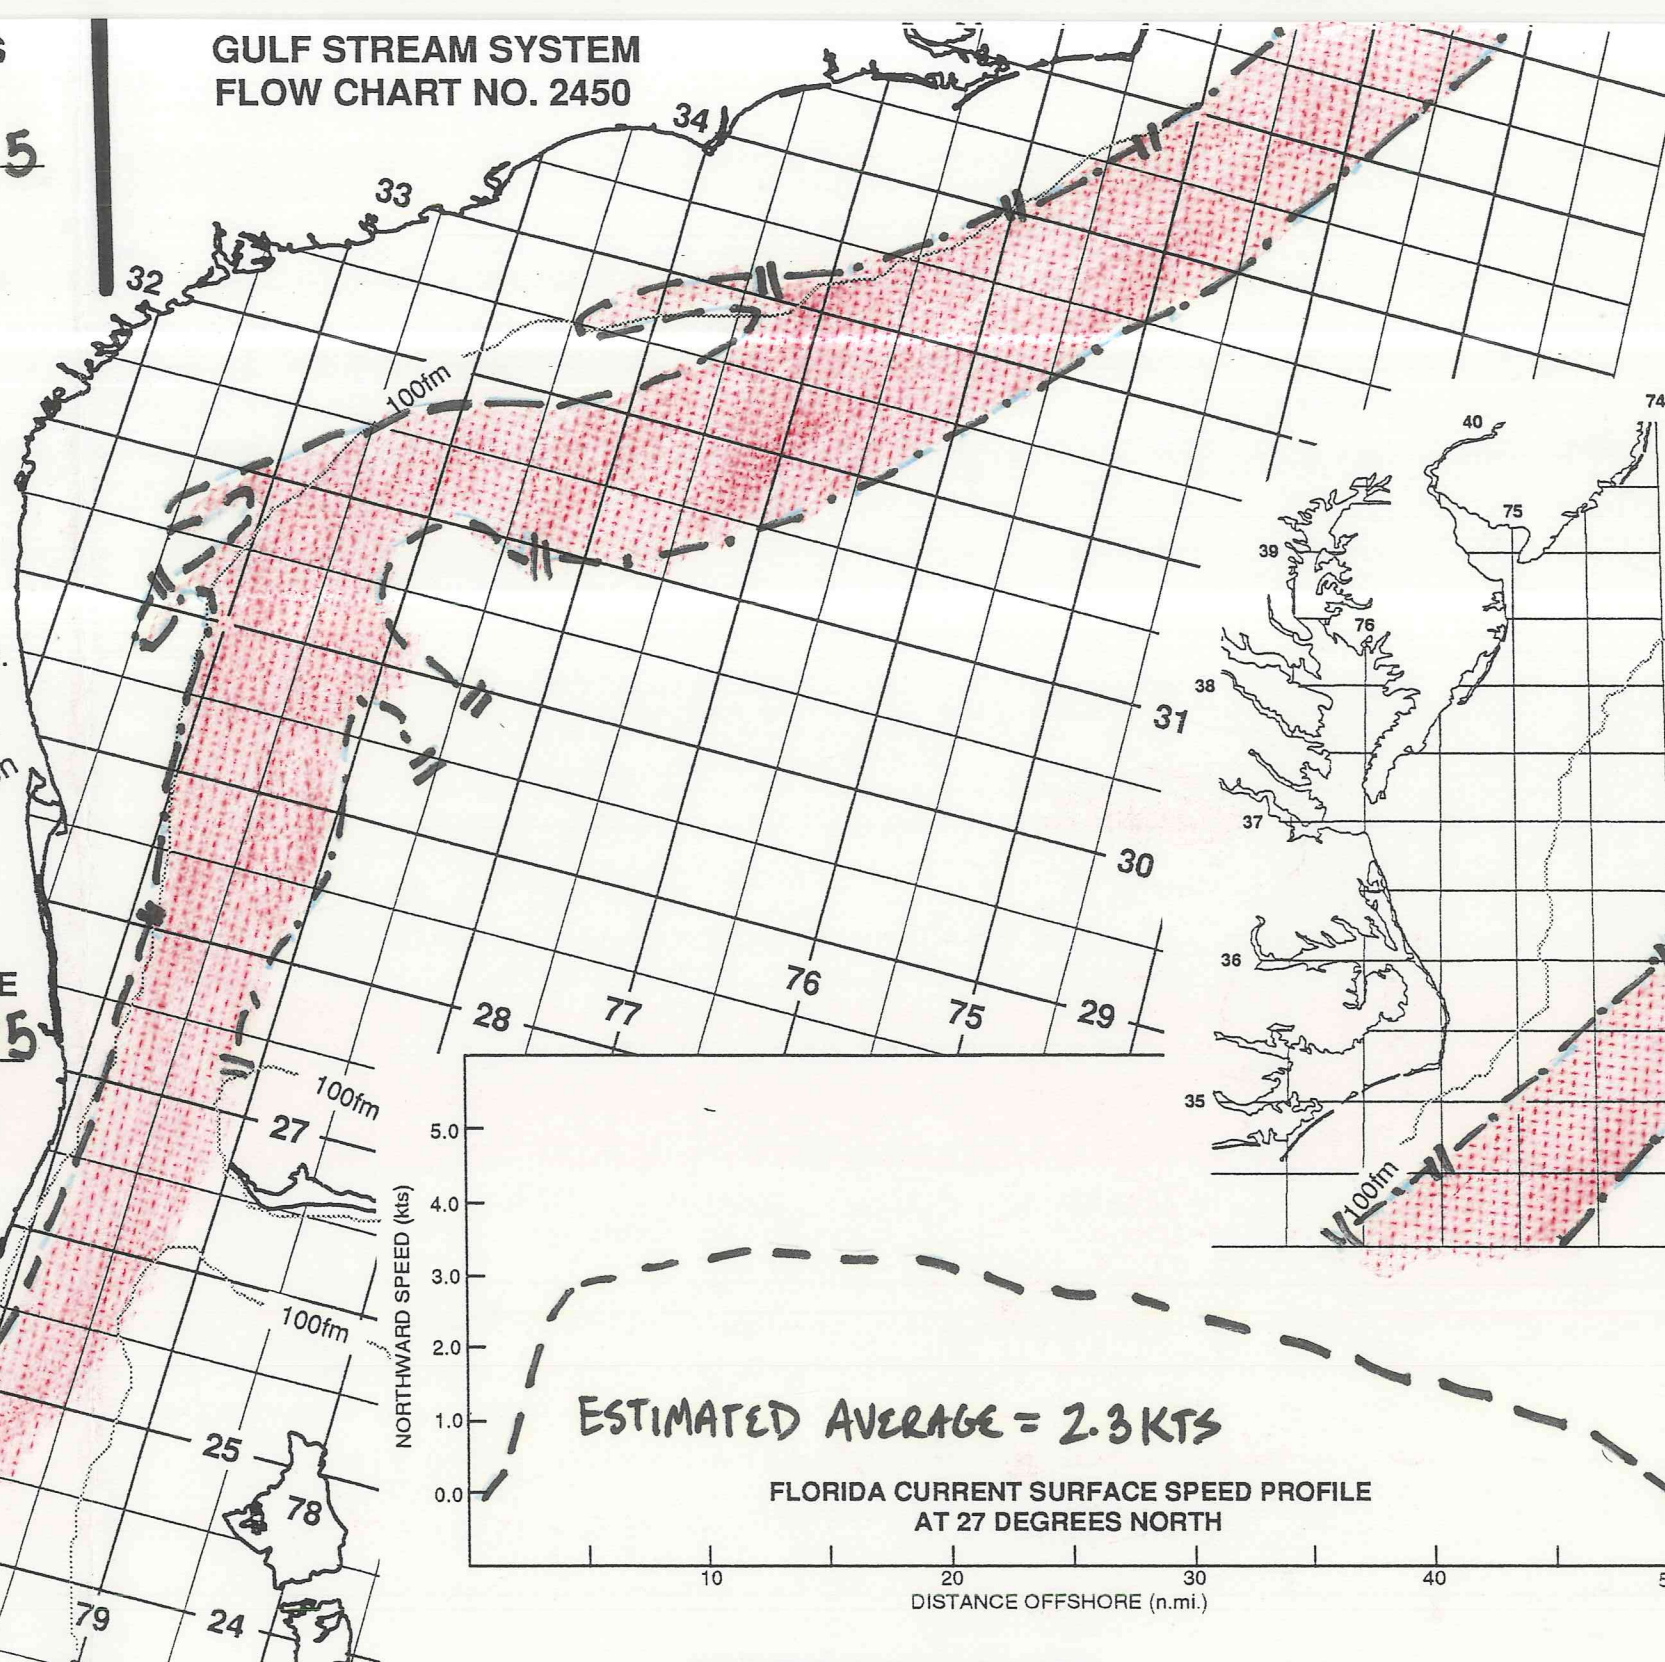 GULF STREAM SYSTEM
FLOW CHART NO. 2450
5
34
33
32
100fm
40
74
75
39
76
38
37
36
35
100fm
31
30
29
76
75
77
28
E
5
100fm
27
100fm
25
78
79
24
5.0
4.0
3.0
2.0
1.0
0.0
NORTHWARD SPEED (kts)
ESTIMATED AVERAGE = 2.3 KTS
FLORIDA CURRENT SURFACE SPEED PROFILE
AT 27 DEGREES NORTH
10 20 30 40
DISTANCE OFFSHORE (n.mi.)